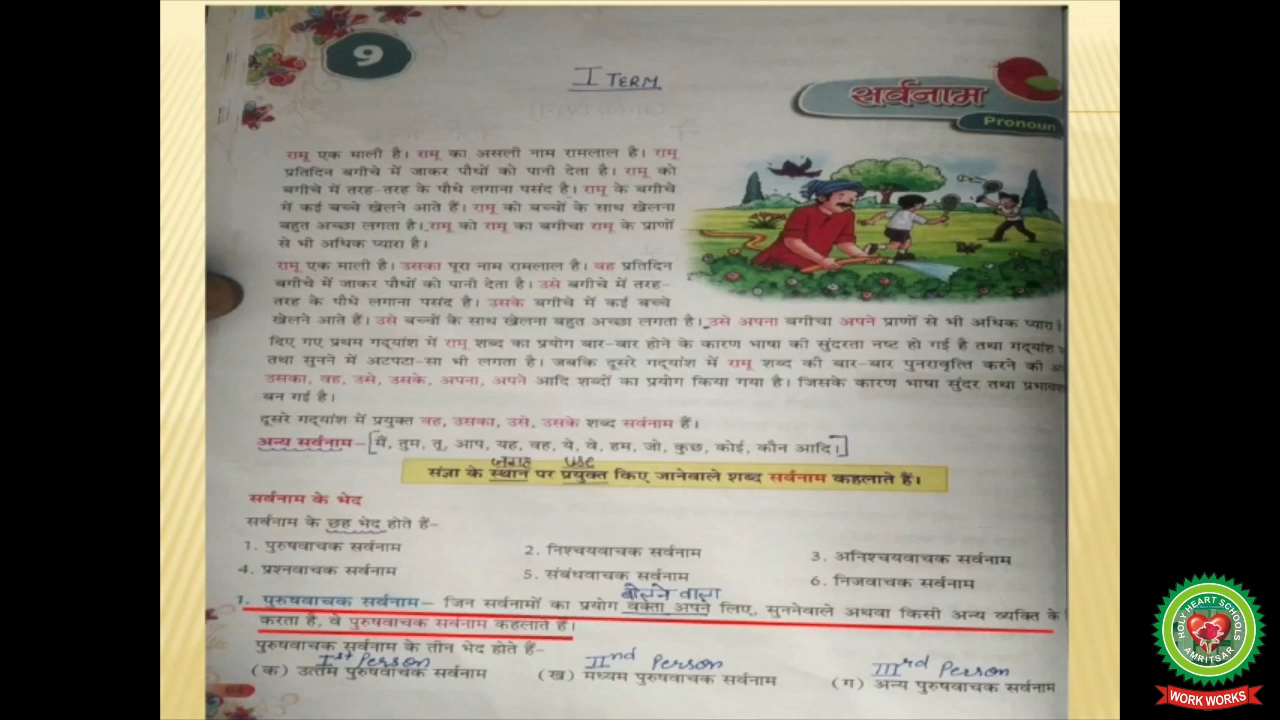 9
I TERM
सर्वनाम
Pronoun
रामू एक माली है। रामू का असली नाम रामलाल है। रामू
प्रतिदिन बगीचे में जाकर पौधों को पानी देता है। रामू को
बगीचे में तरह-तरह के पौधे लगाना पसंद है। रामू के बगीचे
में कई बच्चे खेलने आते हैं। रामू को बच्चों के साथ खेलना
बहुत अच्छा लगता है। रामू को रामू का बगीचा रामू के प्राणों
से भी अधिक प्यारा है।
रामू एक माली है। उसका पूरा नाम रामलाल है। वह प्रतिदिन
बगीचे में जाकर पौधों को पानी देता है। उसे बगीचे में तरह-
तरह के पौधे लगाना पसंद है। उसके बगीचे में कई बच्चे
खेलने आते हैं। उसे बच्चों के साथ खेलना बहुत अच्छा लगता है। उसे अपना बगीचा अपने प्राणों से भी अधिक प्यारा
दिए गए प्रथम गद्यांश में रामू शब्द का प्रयोग बार-बार होने के कारण भाषा की सुंदरता नष्ट हो गई है तथा गद्यांश
तथा सुनने में अटपटा-सा भी लगता है। जबकि दूसरे गद्यांश में रामू शब्द की बार-बार पुनरावृत्ति करने की
उसका, वह, उसे, उसके, अपना, अपने आदि शब्दों का प्रयोग किया गया है। जिसके कारण भाषा सुंदर तथा
बन गई है।
दूसरे गद्यांश में प्रयुक्त वह, उसका, उसे, उसके शब्द सर्वनाम हैं।
अन्य सर्वनाम–[मैं, तुम, तू, आप, यह, वह, ये, वे, हम, जो, कुछ, कोई, कौन आदि।]
जगह use
संज्ञा के स्थान पर प्रयुक्त किए जानेवाले शब्द सर्वनाम कहलाते हैं।
सर्वनाम के भेद
सर्वनाम के छह भेद होते हैं–
1. पुरुषवाचक सर्वनाम 2. निश्चयवाचक सर्वनाम 3. अनिश्चयवाचक सर्वनाम
4. प्रश्नवाचक सर्वनाम 5. संबंधवाचक सर्वनाम 6. निजवाचक सर्वनाम
बोलने वाला
1. पुरुषवाचक सर्वनाम– जिन सर्वनामों का प्रयोग वक्ता अपने लिए, सुननेवाले अथवा किसी अन्य व्यक्ति के
करता है, वे पुरुषवाचक सर्वनाम कहलाते हैं।
पुरुषवाचक सर्वनाम के तीन भेद होते हैं–
Ist Person IInd Person IIIrd Person
(क) उत्तम पुरुषवाचक सर्वनाम (ख) मध्यम पुरुषवाचक सर्वनाम (ग) अन्य पुरुषवाचक सर्वनाम
64
HOLY HEART SCHOOLS
AMRITSAR
WORK WORKS